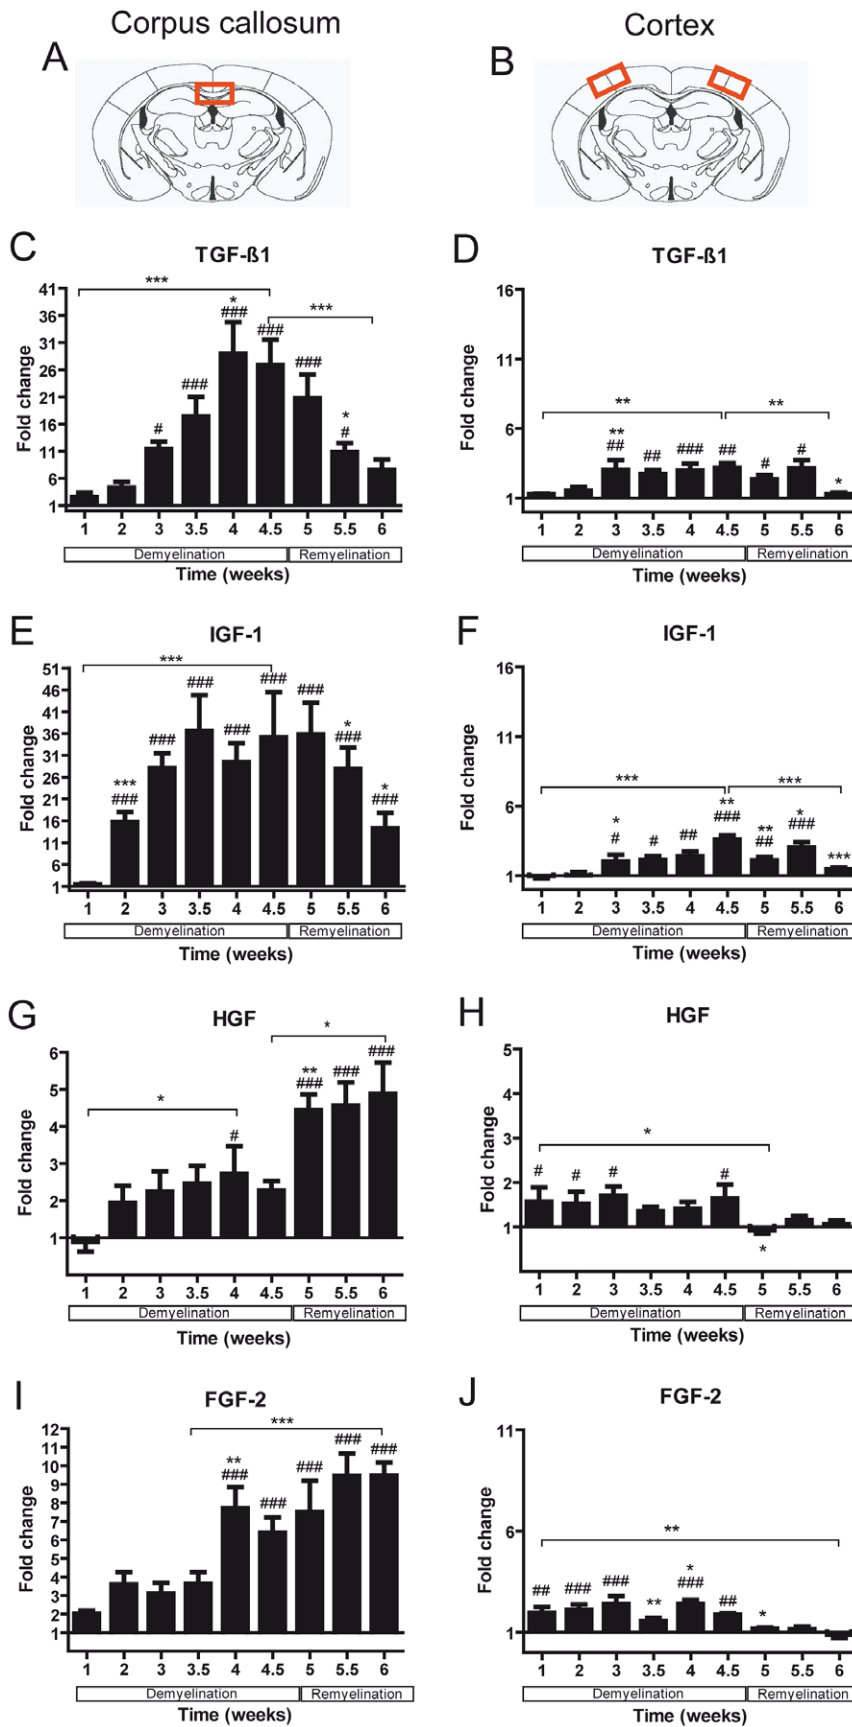 Corpus callosum
Cortex
A
B
C
TGF-ß1
41
36
31
26
21
16
11
6
1
Fold change
***
***
#
###
*
###
###
###
*
#
1 2 3 3.5 4 4.5 5 5.5 6
Demyelination Remyelination
Time (weeks)
D
TGF-ß1
16
11
6
1
Fold change
**
**
**
##
##
###
##
#
#
*
1 2 3 3.5 4 4.5 5 5.5 6
Demyelination Remyelination
Time (weeks)
E
IGF-1
51
46
41
36
31
26
21
16
11
6
1
Fold change
***
***
###
###
###
###
###
###
*
###
*
###
1 2 3 3.5 4 4.5 5 5.5 6
Demyelination Remyelination
Time (weeks)
F
IGF-1
16
11
6
1
Fold change
***
***
*
#
#
##
**
###
**
##
*
###
***
1 2 3 3.5 4 4.5 5 5.5 6
Demyelination Remyelination
Time (weeks)
G
HGF
6
5
4
3
2
1
Fold change
*
*
#
**
###
###
###
1 2 3 3.5 4 4.5 5 5.5 6
Demyelination Remyelination
Time (weeks)
H
HGF
5
4
3
2
1
Fold change
*
#
#
#
#
*
1 2 3 3.5 4 4.5 5 5.5 6
Demyelination Remyelination
Time (weeks)
I
FGF-2
12
11
10
9
8
7
6
5
4
3
2
1
Fold change
***
**
###
###
###
###
###
1 2 3 3.5 4 4.5 5 5.5 6
Demyelination Remyelination
Time (weeks)
J
FGF-2
11
6
1
Fold change
**
##
###
###
**
*
###
##
*
1 2 3 3.5 4 4.5 5 5.5 6
Demyelination Remyelination
Time (weeks)